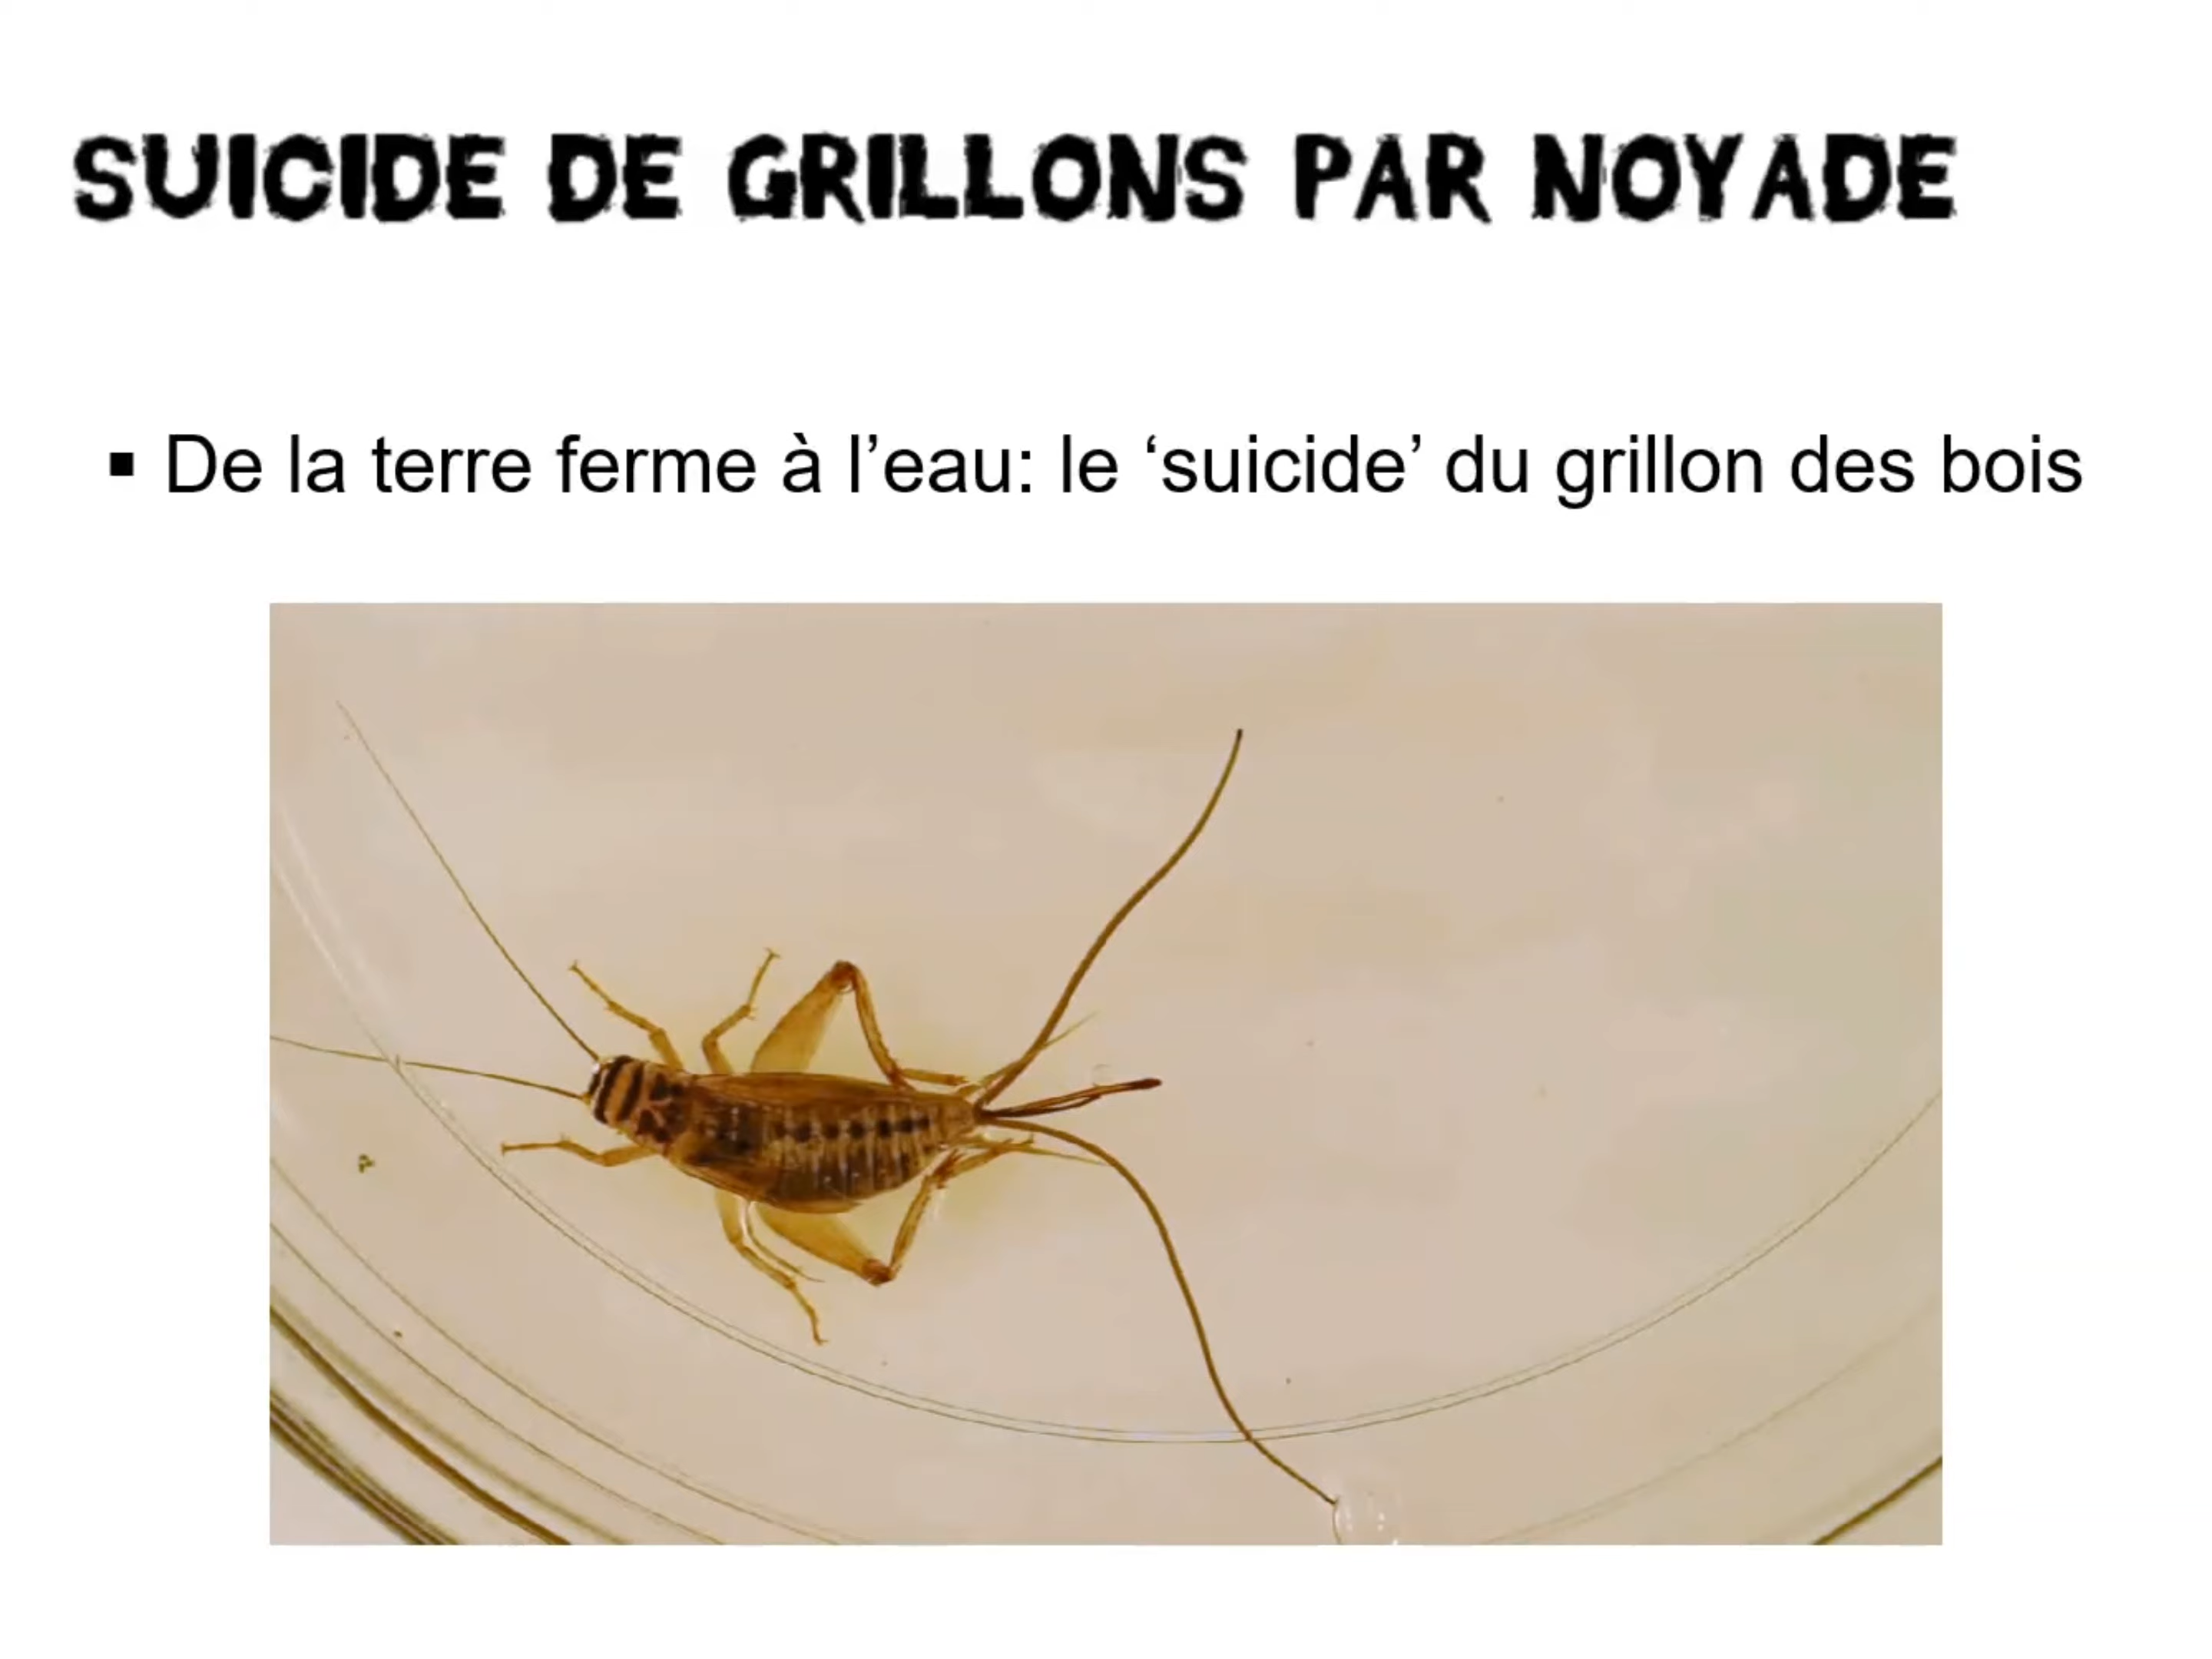 SUICIDE DE GRILLONS PAR NOYADE
▪ De la terre ferme à l’eau: le ‘suicide’ du grillon des bois